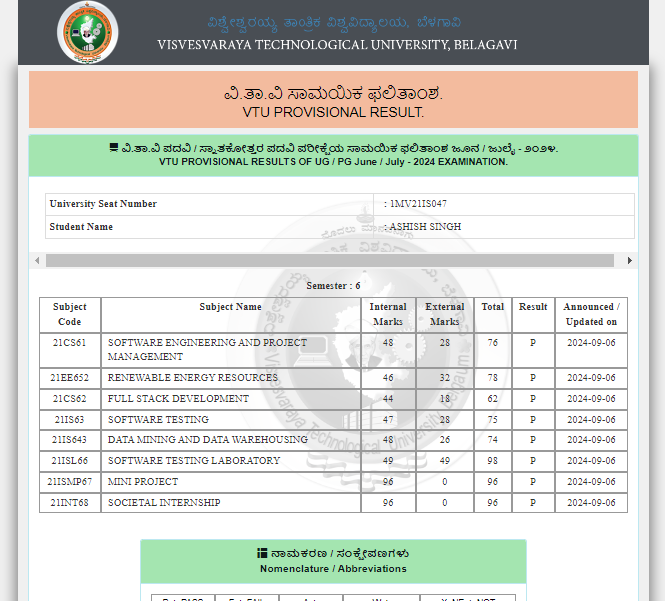 ವಿಶ್ವೇಶ್ವರಯ್ಯ ತಾಂತ್ರಿಕ ವಿಶ್ವವಿದ್ಯಾಲಯ, ಬೆಳಗಾವಿ
VISVESVARAYA TECHNOLOGICAL UNIVERSITY, BELAGAVI
ವಿ.ತಾ.ವಿ ಸಾಮಯಿಕ ಫಲಿತಾಂಶ.
VTU PROVISIONAL RESULT.
ವಿ.ತಾ.ವಿ ಪದವಿ / ಸ್ನಾತಕೋತ್ತರ ಪದವಿ ಪರೀಕ್ಷೆಯ ಸಾಮಯಿಕ ಫಲಿತಾಂಶ ಜೂನ / ಜುಲೈ - ೨೦೨೪.
VTU PROVISIONAL RESULTS OF UG / PG June / July - 2024 EXAMINATION.
University Seat Number : 1MV21IS047
Student Name : ASHISH SINGH
Semester : 6
Subject Code Subject Name Internal Marks External Marks Total Result Announced / Updated on
21CS61 SOFTWARE ENGINEERING AND PROJECT MANAGEMENT 48 28 76 P 2024-09-06
21EE652 RENEWABLE ENERGY RESOURCES 46 32 78 P 2024-09-06
21CS62 FULL STACK DEVELOPMENT 44 18 62 P 2024-09-06
21IS63 SOFTWARE TESTING 47 28 75 P 2024-09-06
21IS643 DATA MINING AND DATA WAREHOUSING 48 26 74 P 2024-09-06
21ISL66 SOFTWARE TESTING LABORATORY 49 49 98 P 2024-09-06
21ISMP67 MINI PROJECT 96 0 96 P 2024-09-06
21INT68 SOCIETAL INTERNSHIP 96 0 96 P 2024-09-06
Visvesvaraya Technological University Belgaum
ನಾಮಕರಣ / ಸಂಕ್ಷೇಪಣಗಳು
Nomenclature / Abbreviations